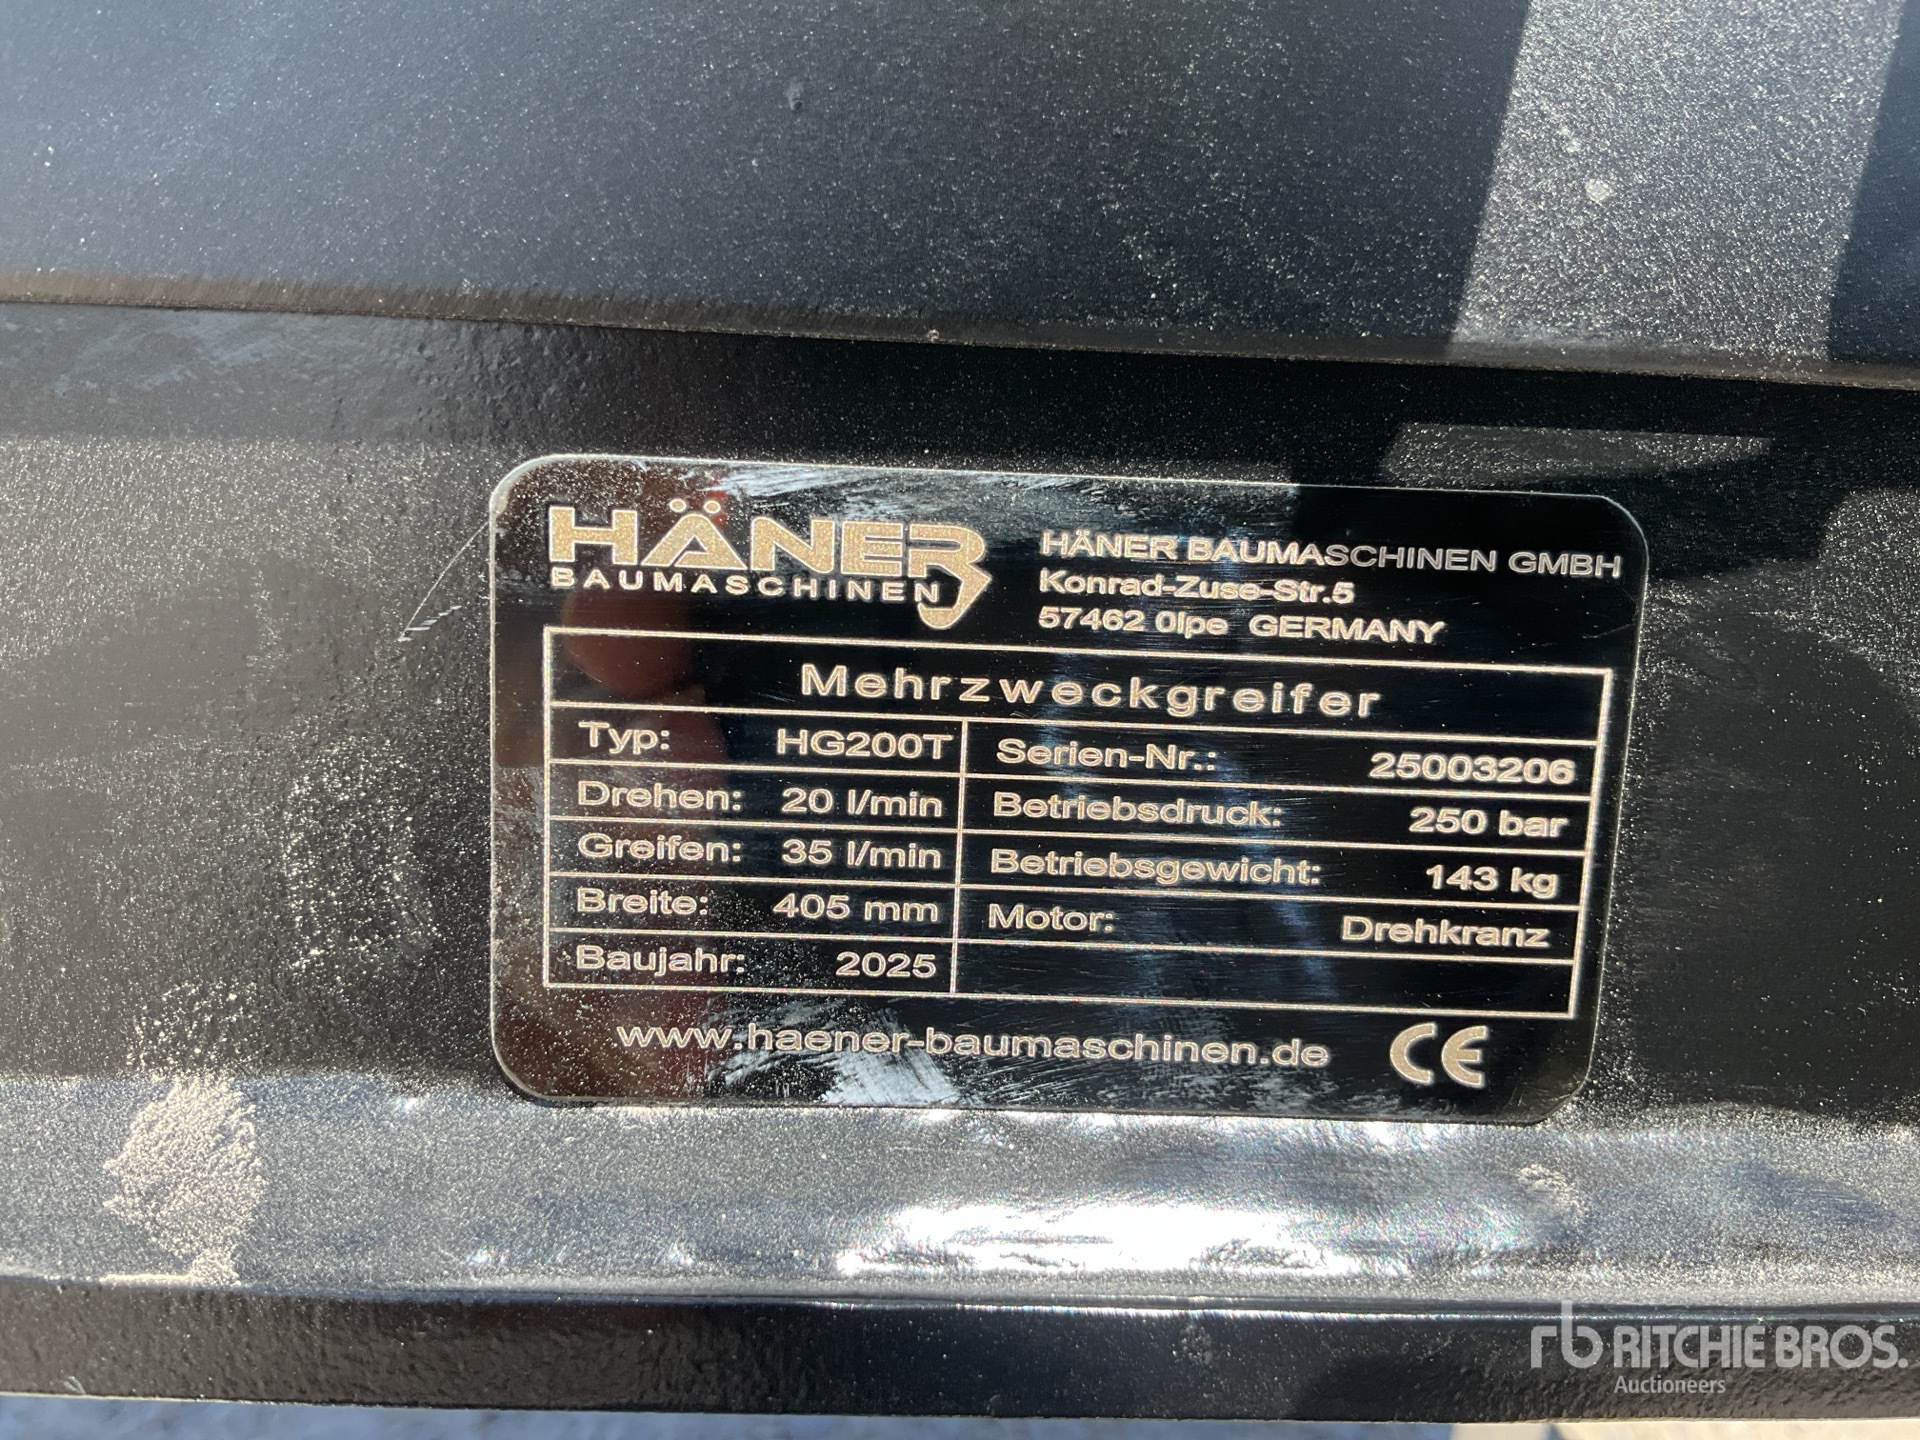 HÄNER
BAUMASCHINEN
HÄNER BAUMASCHINEN GMBH
Konrad-Zuse-Str.5
57462 Olpe GERMANY
Mehrzweckgreifer
Typ: HG200T
Serien-Nr.: 25003206
Drehen: 20 l/min
Betriebsdruck: 250 bar
Greifen: 35 l/min
Betriebsgewicht: 143 kg
Breite: 405 mm
Motor: Drehkranz
Baujahr: 2025
www.haener-baumaschinen.de
CE
rb RITCHIE BROS.
Auctioneers